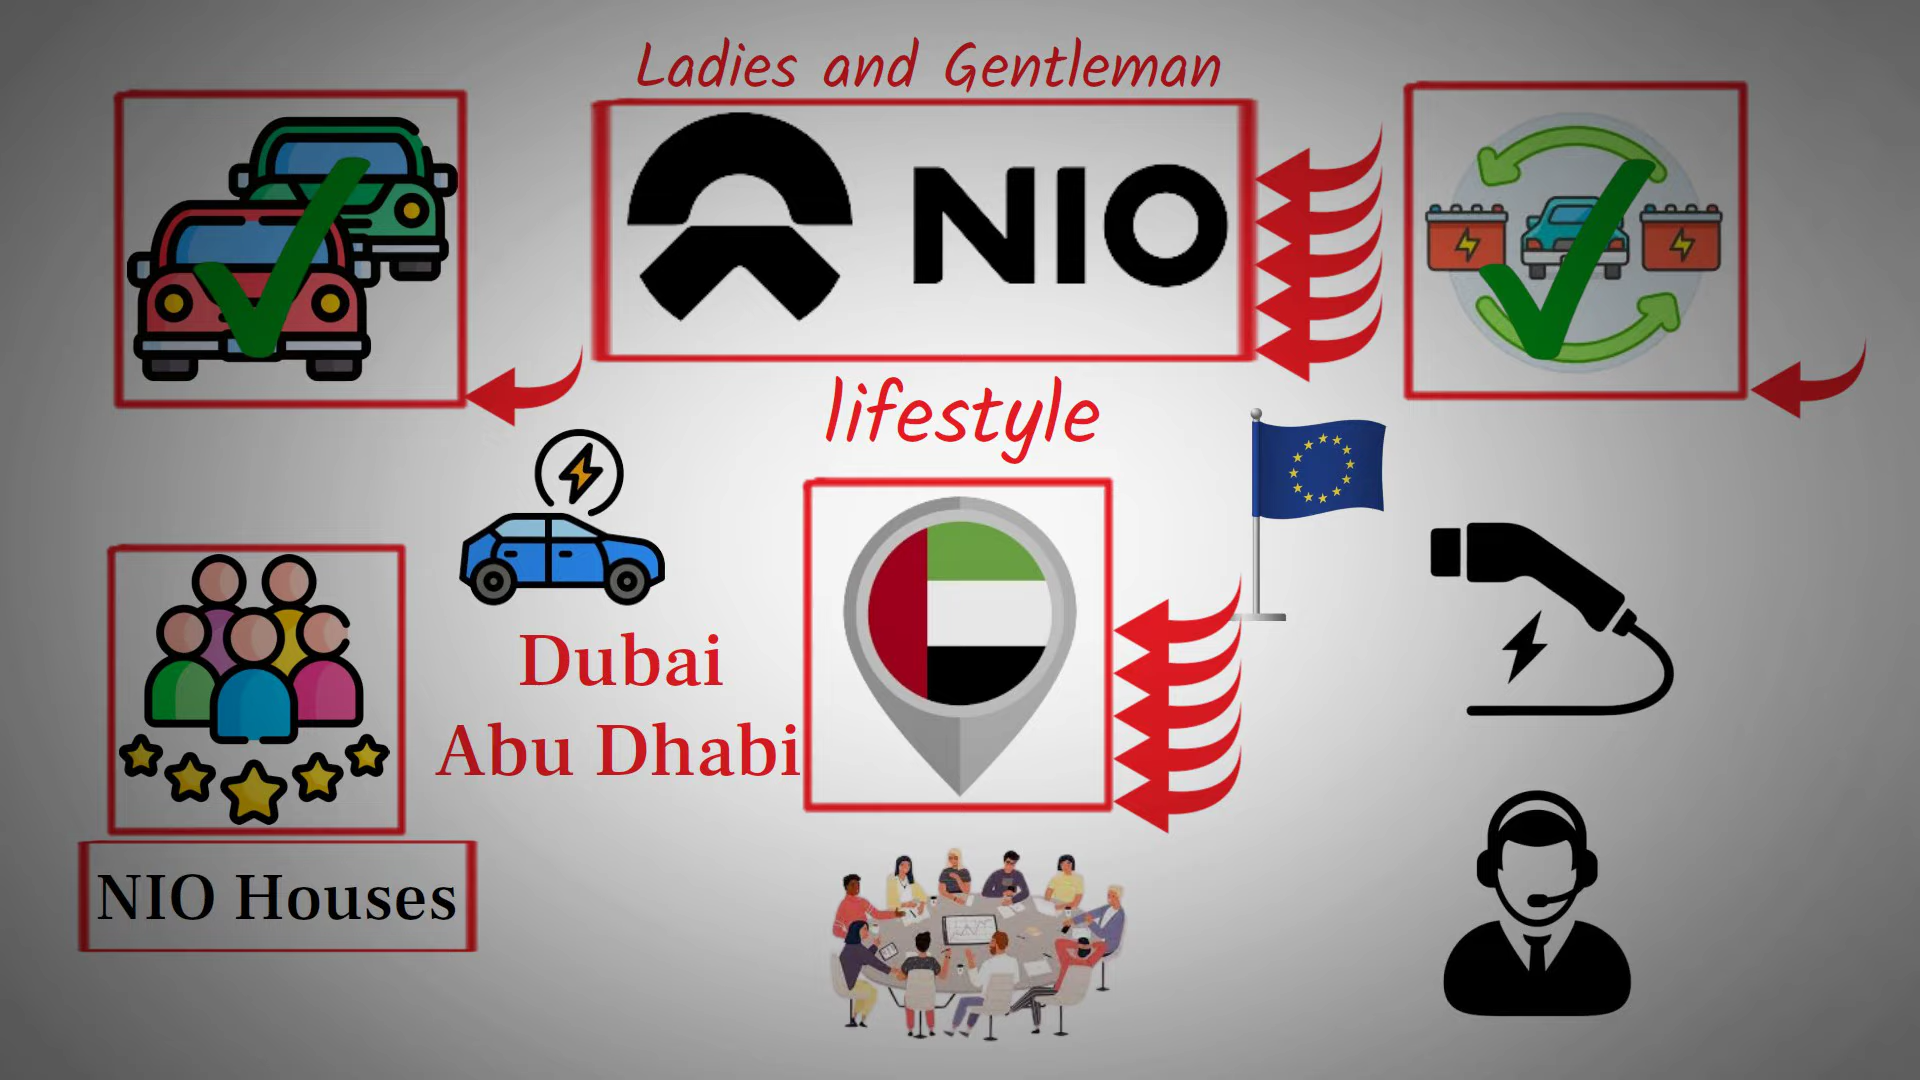 Ladies and Gentleman
NIO
lifestyle
Dubai
Abu Dhabi
NIO Houses